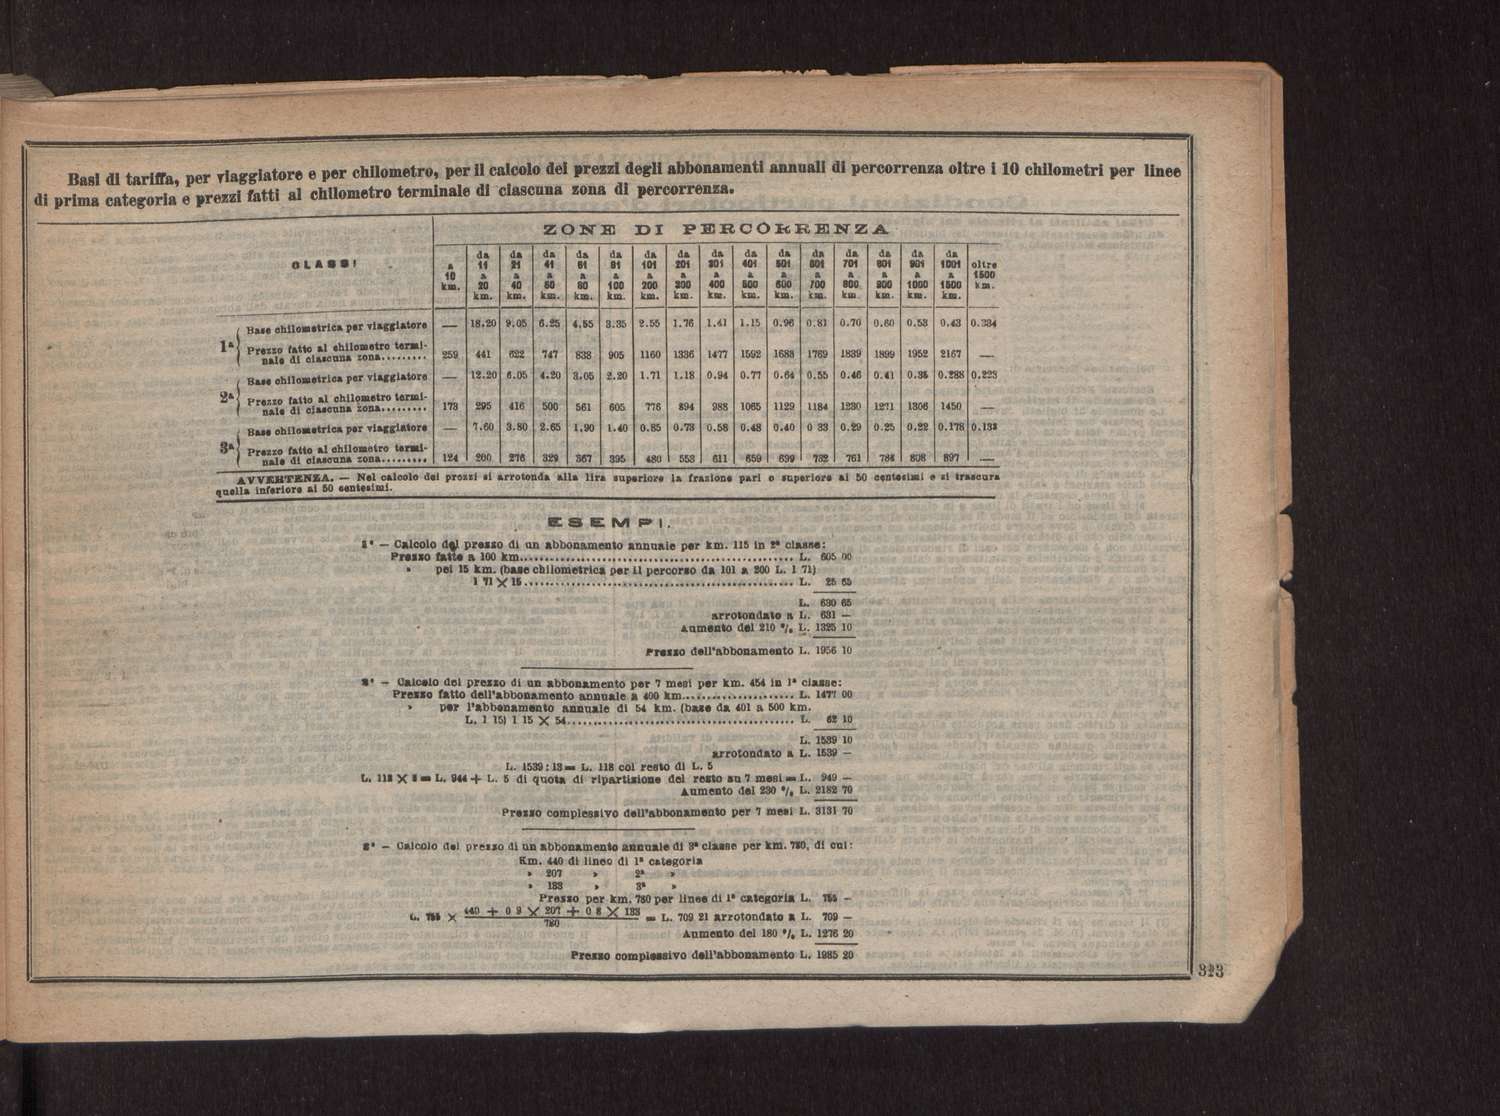 Basi di tariffa, per viaggiatore e per chilometro, per il calcolo dei prezzi degli abbonamenti annuali di percorrenza oltre i 10 chilometri per linee
di prima categoria e prezzi fatti al chilometro terminale di ciascuna zona di percorrenza.
CLASSI
ZONE DI PERCORRENZA
a 10 km. | da 11 a 20 km. | da 21 a 40 km. | da 41 a 60 km. | da 61 a 80 km. | da 81 a 100 km. | da 101 a 200 km. | da 201 a 300 km. | da 301 a 400 km. | da 401 a 500 km. | da 501 a 600 km. | da 601 a 700 km. | da 701 a 800 km. | da 801 a 900 km. | da 901 a 1000 km. | da 1001 a 1500 km. | oltre 1500 km.
1ª Base chilometrica per viaggiatore — 18.20 9.05 6.25 4.55 3.35 2.55 1.76 1.41 1.15 0.96 0.81 0.70 0.60 0.53 0.43 0.334
Prezzo fatto al chilometro termi-
nale di ciascuna zona......... 259 441 622 747 838 905 1160 1336 1477 1592 1688 1769 1839 1899 1952 2167 —
2ª Base chilometrica per viaggiatore — 12.20 6.05 4.20 3.05 2.20 1.71 1.18 0.94 0.77 0.64 0.55 0.46 0.41 0.35 0.288 0.223
Prezzo fatto al chilometro termi-
nale di ciascuna zona......... 173 295 416 500 561 605 776 894 988 1065 1129 1184 1230 1271 1306 1450 —
3ª Base chilometrica per viaggiatore — 7.60 3.80 2.65 1.90 1.40 0.85 0.73 0.58 0.48 0.40 0 33 0.29 0.25 0.22 0.178 0.138
Prezzo fatto al chilometro termi-
nale di ciascuna zona......... 124 200 276 329 367 395 480 553 611 659 699 732 761 786 808 897 —
AVVERTENZA. — Nel calcolo dei prezzi si arrotonda alla lira superiore la frazione pari o superiore ai 50 centesimi e si trascura
quella inferiore ai 50 centesimi.
ESEMPI.
1° — Calcolo del prezzo di un abbonamento annuale per km. 115 in 2ª classe:
Prezzo fatto a 100 km. L. 605 00
» pei 15 km. (base chilometrica per il percorso da 101 a 200 L. 1 71)
1 71 × 15 L. 25 65
L. 630 65
arrotondato a L. 631 —
Aumento del 210 % L. 1325 10
Prezzo dell'abbonamento L. 1956 10
2° — Calcolo del prezzo di un abbonamento per 7 mesi per km. 454 in 1ª classe:
Prezzo fatto dell'abbonamento annuale a 400 km. L. 1477 00
» per l'abbonamento annuale di 54 km. (base da 401 a 500 km.
L. 1 15) 1 15 × 54 L. 62 10
L. 1539 10
arrotondato a L. 1539 —
L. 1539 : 13 = L. 118 col resto di L. 5
L. 118 × 8 = L. 944 + L. 5 di quota di ripartizione del resto su 7 mesi = L. 949 —
Aumento del 230 % L. 2182 70
Prezzo complessivo dell'abbonamento per 7 mesi L. 3131 70
3° — Calcolo del prezzo di un abbonamento annuale di 3ª classe per km. 780, di cui:
Km. 440 di linee di 1ª categoria
» 207 » 2ª »
» 133 » 3ª »
Prezzo per km. 780 per linee di 1ª categoria L. 755 —
L. 755 × 440 + 0 9 × 207 + 0 8 × 133 / 780 = L. 709 21 arrotondato a L. 709 —
Aumento del 180 % L. 1276 20
Prezzo complessivo dell'abbonamento L. 1985 20
323